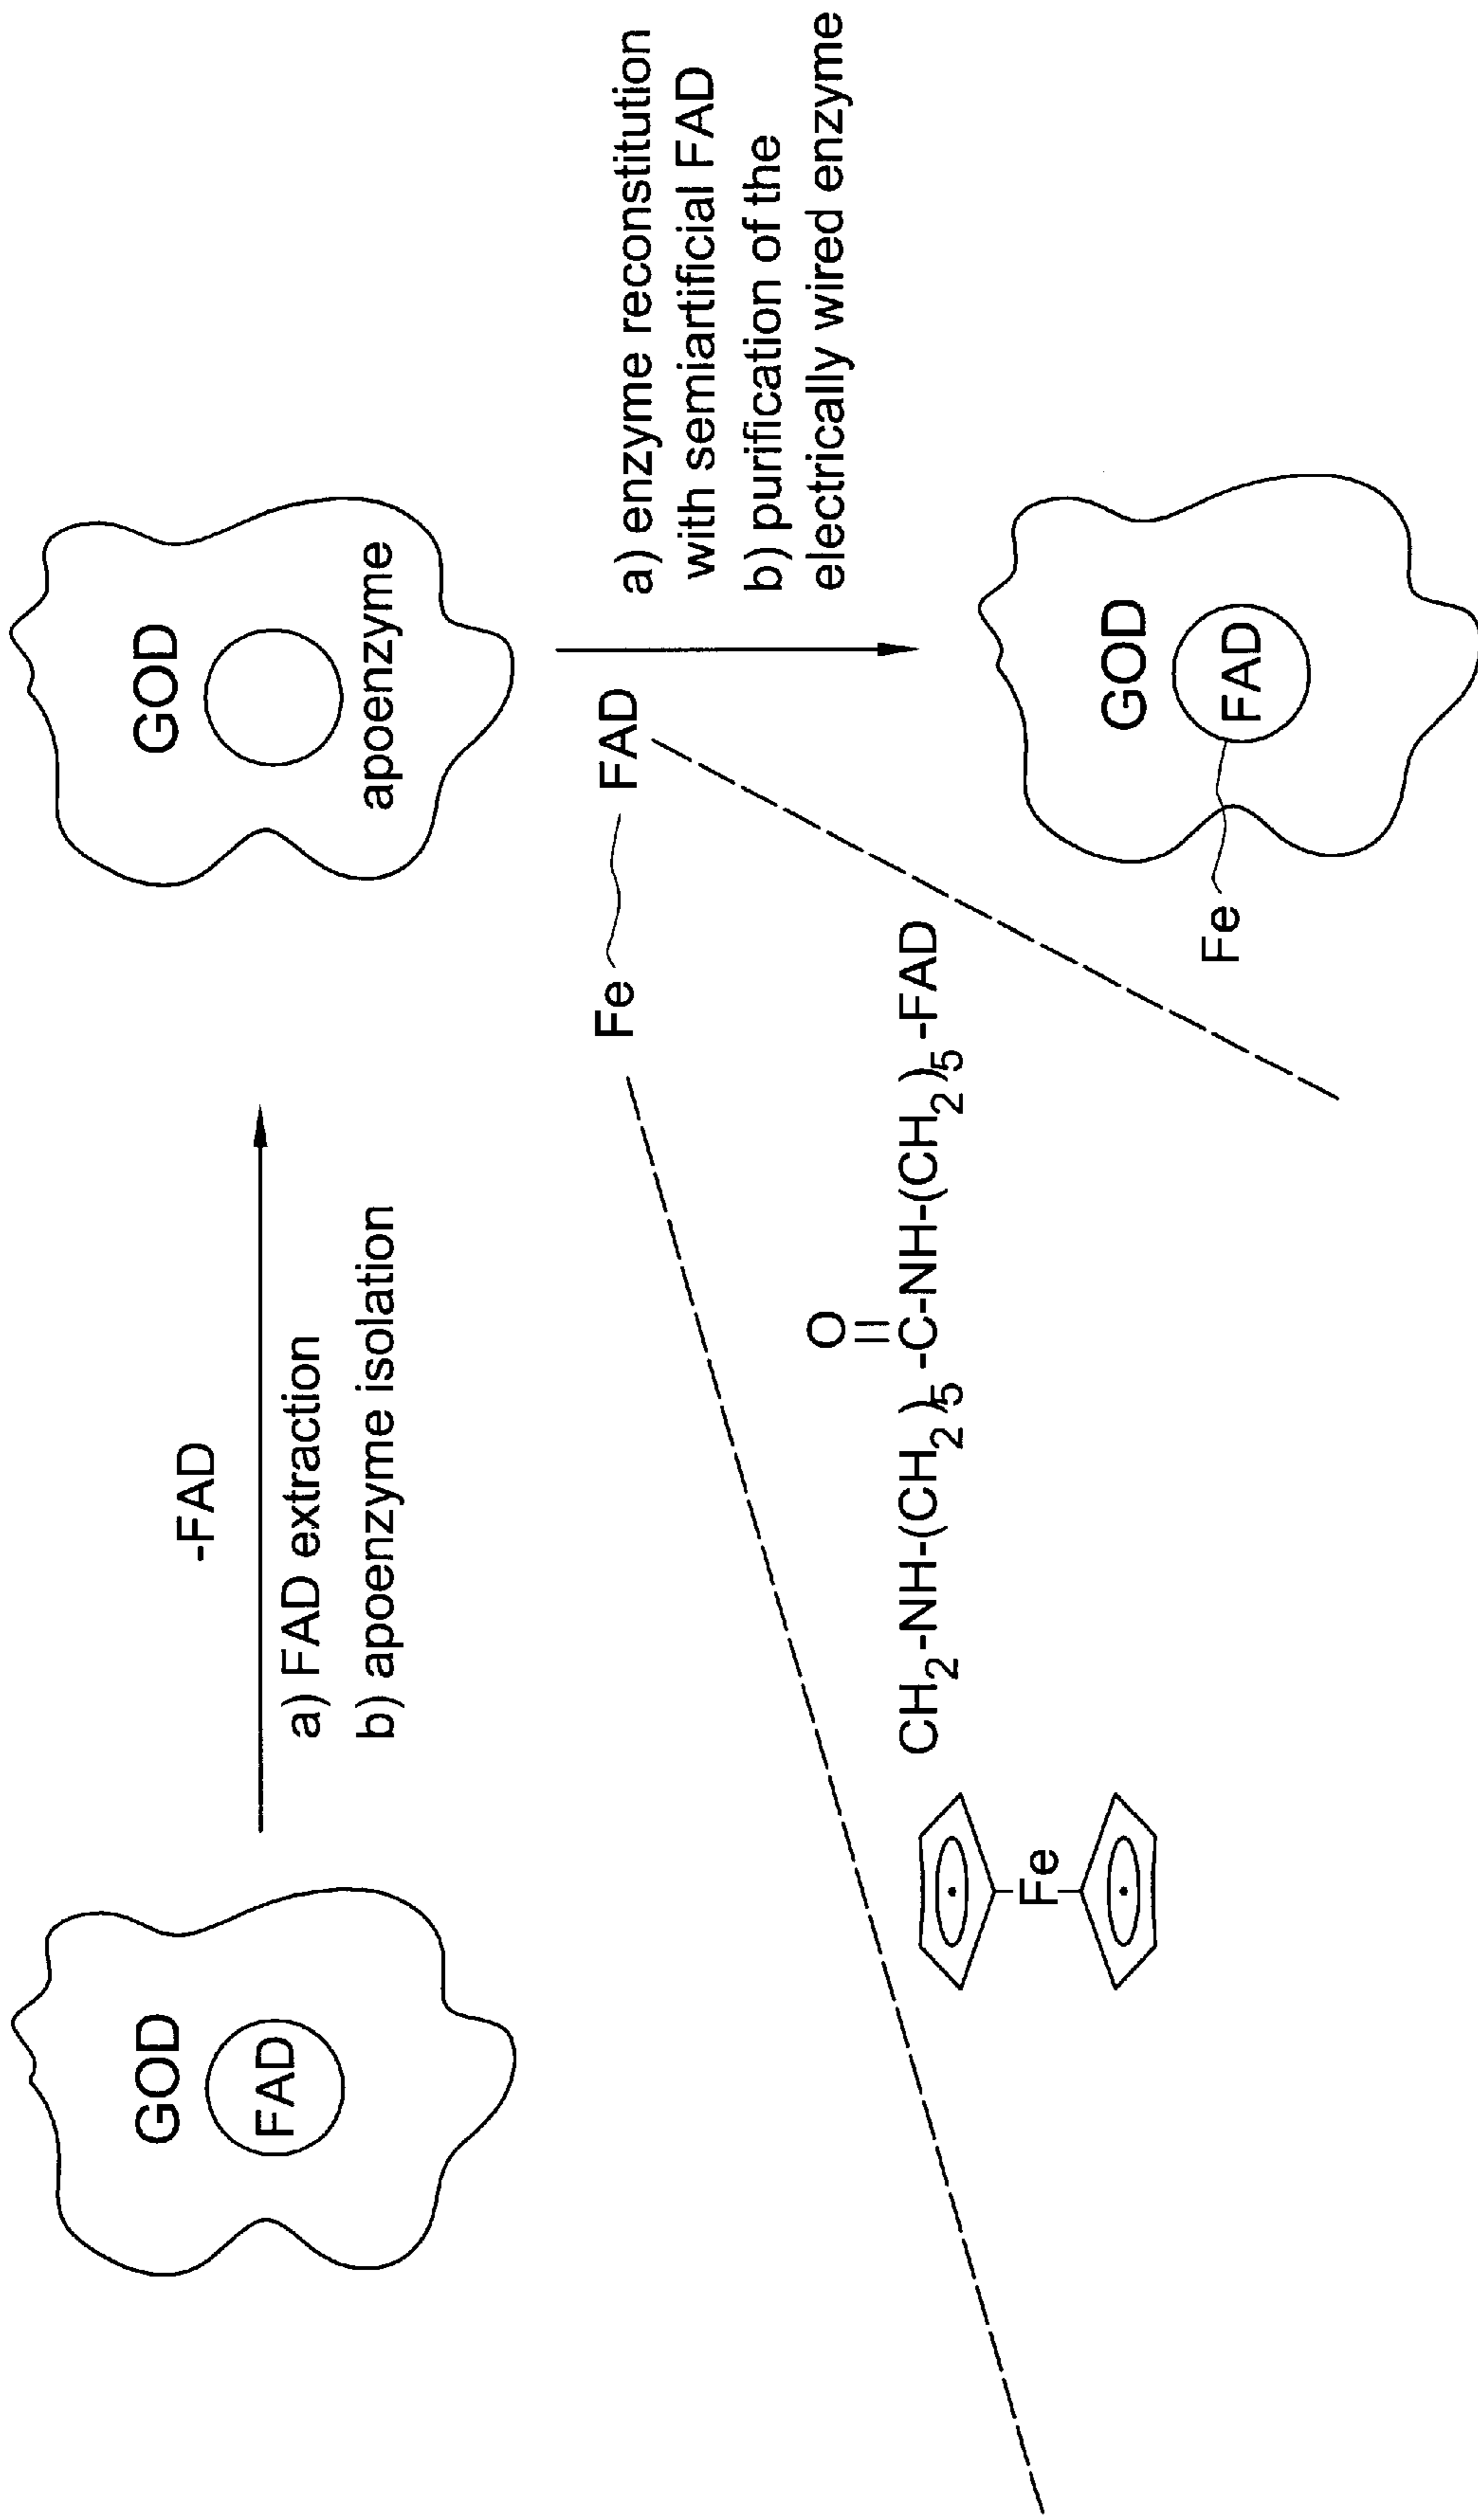 GOD
FAD
-FAD
a) FAD extraction
b) apoenzyme isolation
GOD
apoenzyme
Fe
FAD
a) enzyme reconstitution
with semiartificial FAD
b) purification of the
electrically wired enzyme
O
CH2-NH-(CH2)5-C-NH-(CH2)5-FAD
Fe
GOD
FAD
Fe